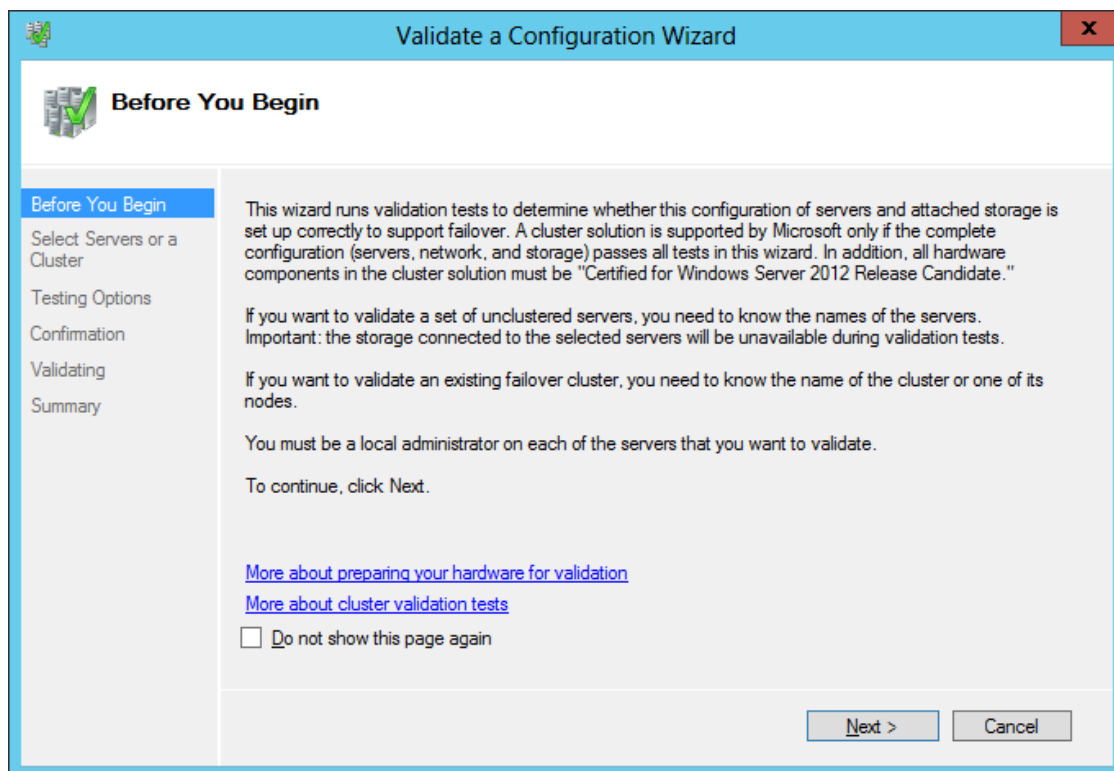 Validate a Configuration Wizard
x
Before You Begin
Before You Begin
Select Servers or a
Cluster
Testing Options
Confirmation
Validating
Summary
This wizard runs validation tests to determine whether this configuration of servers and attached storage is
set up correctly to support failover. A cluster solution is supported by Microsoft only if the complete
configuration (servers, network, and storage) passes all tests in this wizard. In addition, all hardware
components in the cluster solution must be "Certified for Windows Server 2012 Release Candidate."
If you want to validate a set of unclustered servers, you need to know the names of the servers.
Important: the storage connected to the selected servers will be unavailable during validation tests.
If you want to validate an existing failover cluster, you need to know the name of the cluster or one of its
nodes.
You must be a local administrator on each of the servers that you want to validate.
To continue, click Next.
More about preparing your hardware for validation
More about cluster validation tests
Do not show this page again
Next >
Cancel